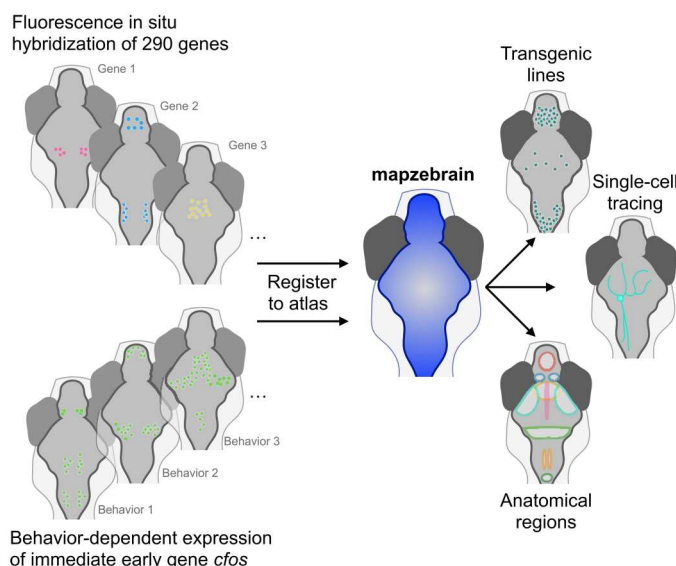 Fluorescence in situ
hybridization of 290 genes
Gene 1
Gene 2
Gene 3
...
Register
to atlas
mapzebrain
Transgenic
lines
Single-cell
tracing
Anatomical
regions
...
Behavior 3
Behavior 2
Behavior 1
Behavior-dependent expression
of immediate early gene cfos